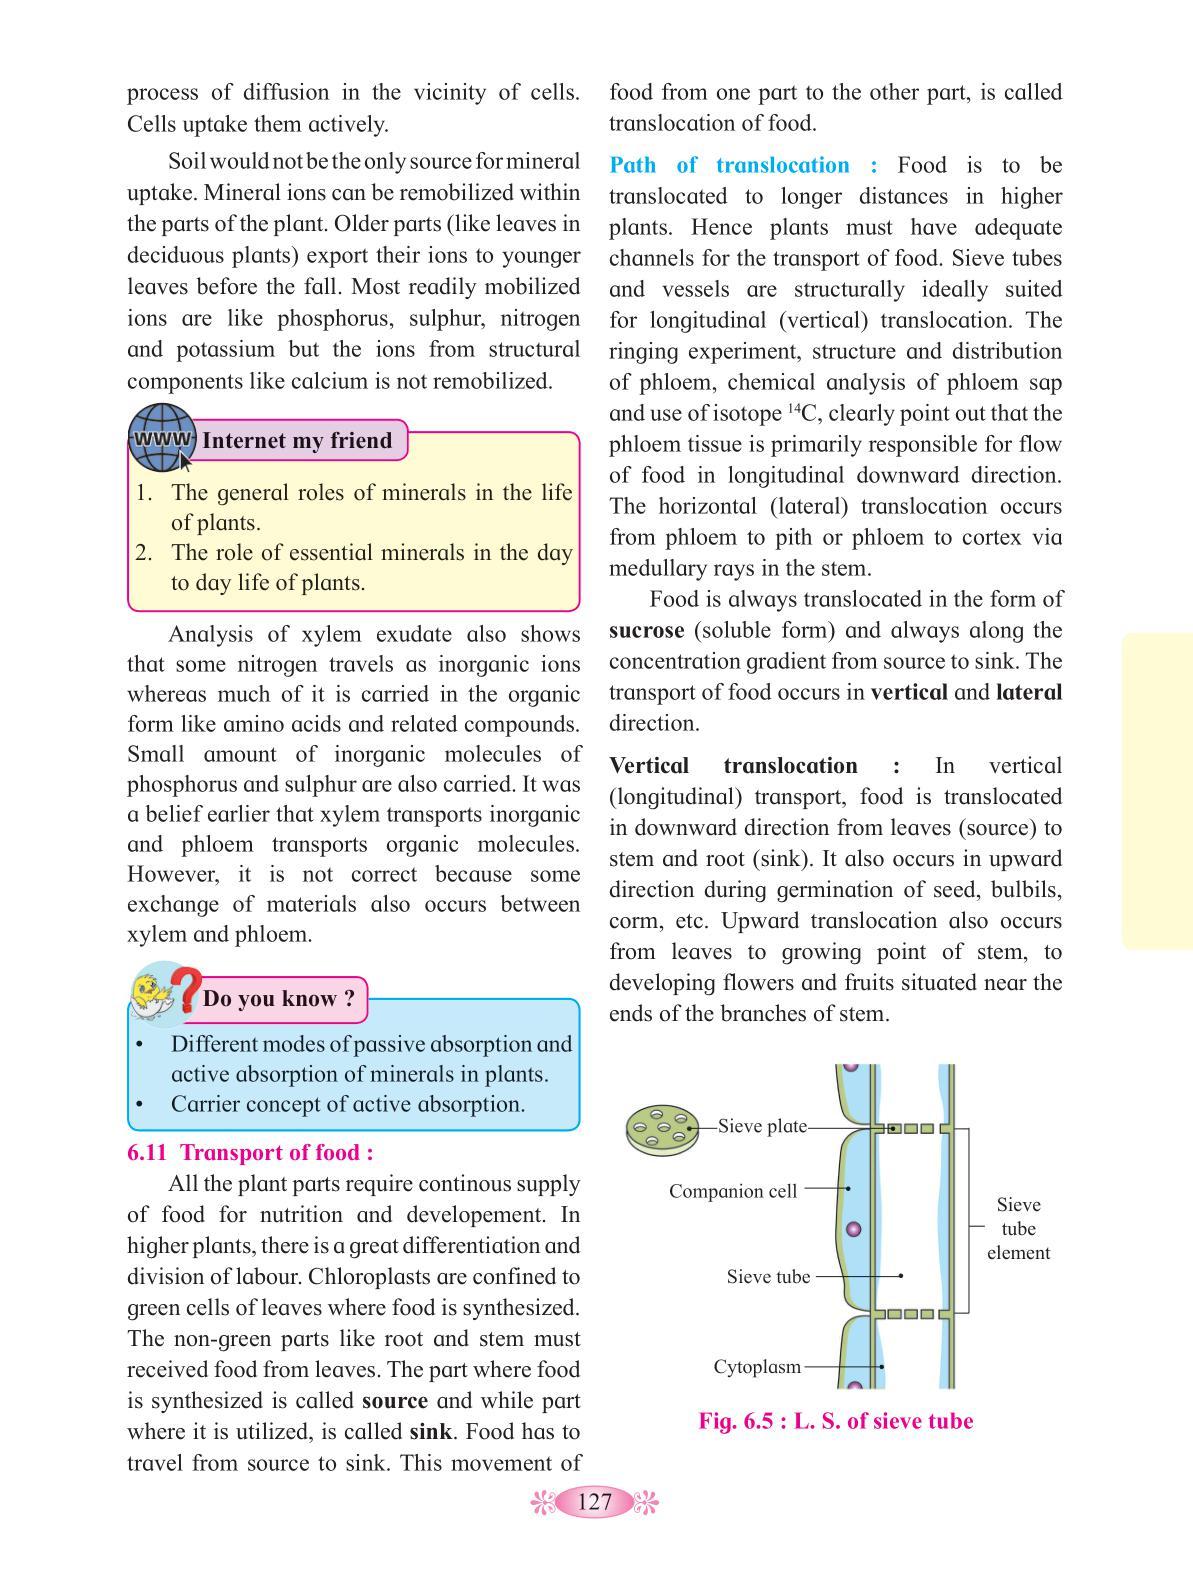 process of diffusion in the vicinity of cells.
Cells uptake them actively.
Soil would not be the only source for mineral
uptake. Mineral ions can be remobilized within
the parts of the plant. Older parts (like leaves in
deciduous plants) export their ions to younger
leaves before the fall. Most readily mobilized
ions are like phosphorus, sulphur, nitrogen
and potassium but the ions from structural
components like calcium is not remobilized.
www
Internet my friend
1. The general roles of minerals in the life
of plants.
2. The role of essential minerals in the day
to day life of plants.
Analysis of xylem exudate also shows
that some nitrogen travels as inorganic ions
whereas much of it is carried in the organic
form like amino acids and related compounds.
Small amount of inorganic molecules of
phosphorus and sulphur are also carried. It was
a belief earlier that xylem transports inorganic
and phloem transports organic molecules.
However, it is not correct because some
exchange of materials also occurs between
xylem and phloem.
?
Do you know ?
• Different modes of passive absorption and
active absorption of minerals in plants.
• Carrier concept of active absorption.
6.11 Transport of food :
All the plant parts require continous supply
of food for nutrition and developement. In
higher plants, there is a great differentiation and
division of labour. Chloroplasts are confined to
green cells of leaves where food is synthesized.
The non-green parts like root and stem must
received food from leaves. The part where food
is synthesized is called source and while part
where it is utilized, is called sink. Food has to
travel from source to sink. This movement of
food from one part to the other part, is called
translocation of food.
Path of translocation : Food is to be
translocated to longer distances in higher
plants. Hence plants must have adequate
channels for the transport of food. Sieve tubes
and vessels are structurally ideally suited
for longitudinal (vertical) translocation. The
ringing experiment, structure and distribution
of phloem, chemical analysis of phloem sap
and use of isotope ¹⁴C, clearly point out that the
phloem tissue is primarily responsible for flow
of food in longitudinal downward direction.
The horizontal (lateral) translocation occurs
from phloem to pith or phloem to cortex via
medullary rays in the stem.
Food is always translocated in the form of
sucrose (soluble form) and always along the
concentration gradient from source to sink. The
transport of food occurs in vertical and lateral
direction.
Vertical translocation : In vertical
(longitudinal) transport, food is translocated
in downward direction from leaves (source) to
stem and root (sink). It also occurs in upward
direction during germination of seed, bulbils,
corm, etc. Upward translocation also occurs
from leaves to growing point of stem, to
developing flowers and fruits situated near the
ends of the branches of stem.
Sieve plate
Companion cell
Sieve
tube
element
Sieve tube
Cytoplasm
Fig. 6.5 : L. S. of sieve tube
127